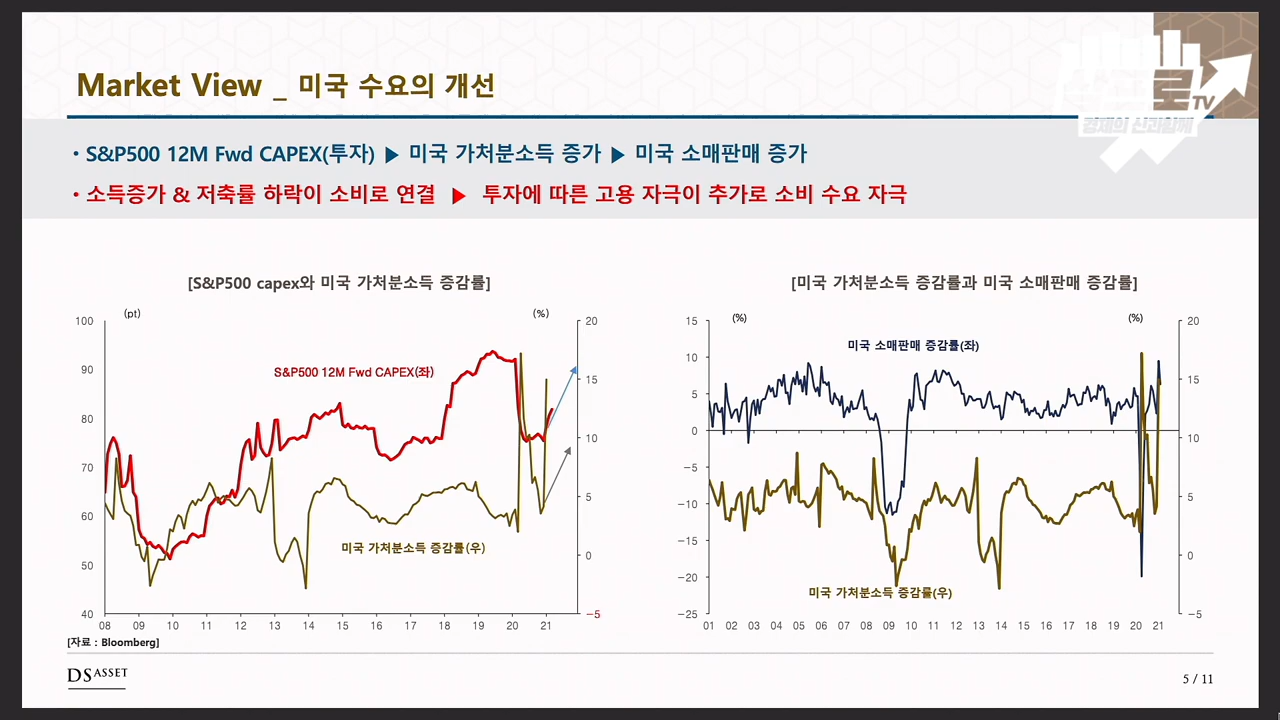 Market View _ 미국 수요의 개선
TV
경제의 신과함께
• S&P500 12M Fwd CAPEX(투자) ▶ 미국 가처분소득 증가 ▶ 미국 소매판매 증가
• 소득증가 & 저축률 하락이 소비로 연결 ▶ 투자에 따른 고용 자극이 추가로 소비 수요 자극
[S&P500 capex와 미국 가처분소득 증감률]
(pt) (%)
100 90 80 70 60 50 40
20 15 10 5 0 −5
S&P500 12M Fwd CAPEX(좌)
미국 가처분소득 증감률(우)
08 09 10 11 12 13 14 15 16 17 18 19 20 21
[미국 가처분소득 증감률과 미국 소매판매 증감률]
(%) (%)
15 10 5 0 −5 −10 −15 −20 −25
20 15 10 5 0 −5
미국 소매판매 증감률(좌)
미국 가처분소득 증감률(우)
01 02 03 04 05 06 07 08 09 10 11 12 13 14 15 16 17 18 19 20 21
[자료 : Bloomberg]
DS ASSET
5 / 11